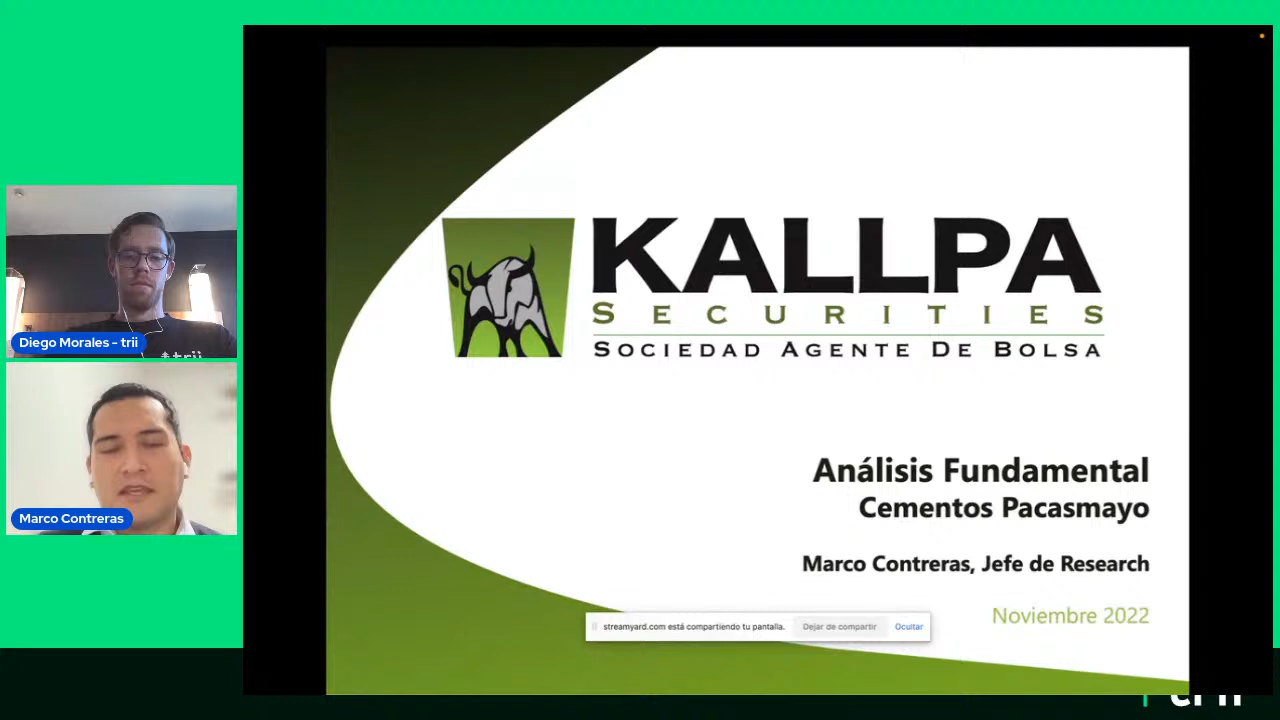 KALLPA
SECURITIES
SOCIEDAD AGENTE DE BOLSA
Análisis Fundamental
Cementos Pacasmayo
Marco Contreras, Jefe de Research
Noviembre 2022
streamyard.com está compartiendo tu pantalla. Dejar de compartir Ocultar
trii
Diego Morales - trii
Marco Contreras